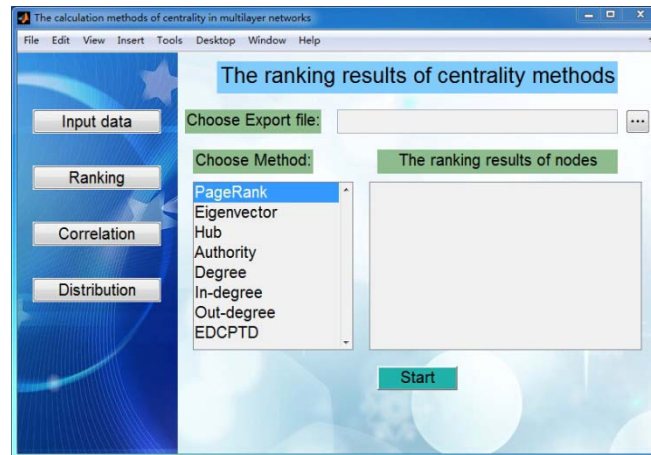 The calculation methods of centrality in multilayer networks
File Edit View Insert Tools Desktop Window Help
The ranking results of centrality methods
Input data
Ranking
Correlation
Distribution
Choose Export file:
...
Choose Method:
PageRank
Eigenvector
Hub
Authority
Degree
In-degree
Out-degree
EDCPTD
The ranking results of nodes
Start